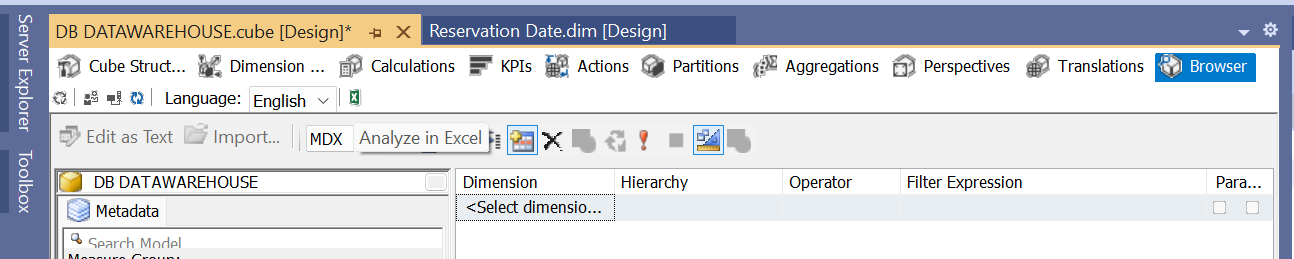 Server Explorer
Toolbox
DB DATAWAREHOUSE.cube [Design]*
Reservation Date.dim [Design]
Cube Struct... Dimension ... Calculations KPIs Actions Partitions Aggregations Perspectives Translations Browser
Language: English
Edit as Text Import... MDX Analyze in Excel
DB DATAWAREHOUSE
Metadata
Search Model
Measure Group:
Dimension Hierarchy Operator Filter Expression Para...
<Select dimensio...